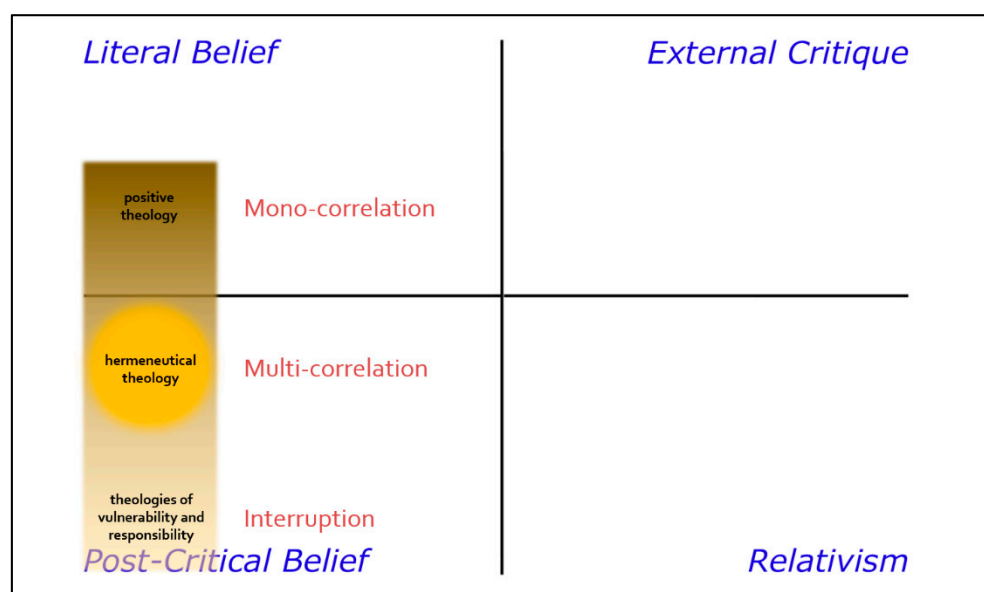 Literal Belief
External Critique
positive
theology
Mono-correlation
hermeneutical
theology
Multi-correlation
theologies of
vulnerability and
responsibility
Interruption
Post-Critical Belief
Relativism